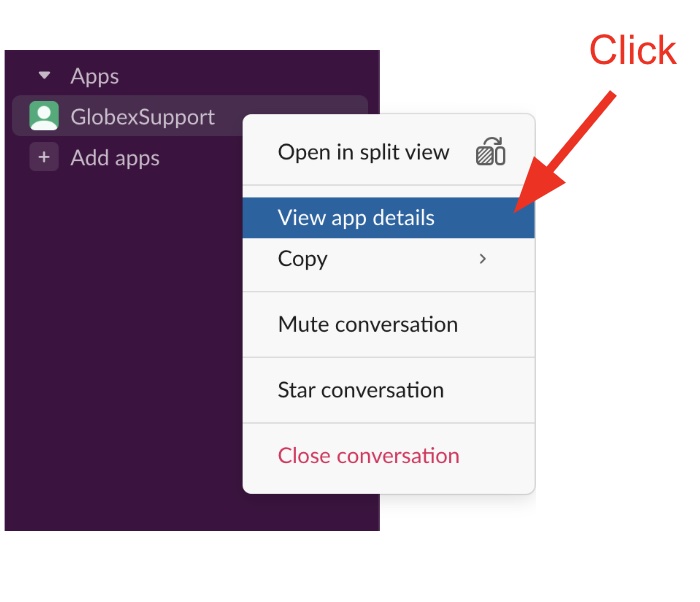 Click
Apps
GlobexSupport
Add apps
Open in split view
View app details
Copy
Mute conversation
Star conversation
Close conversation